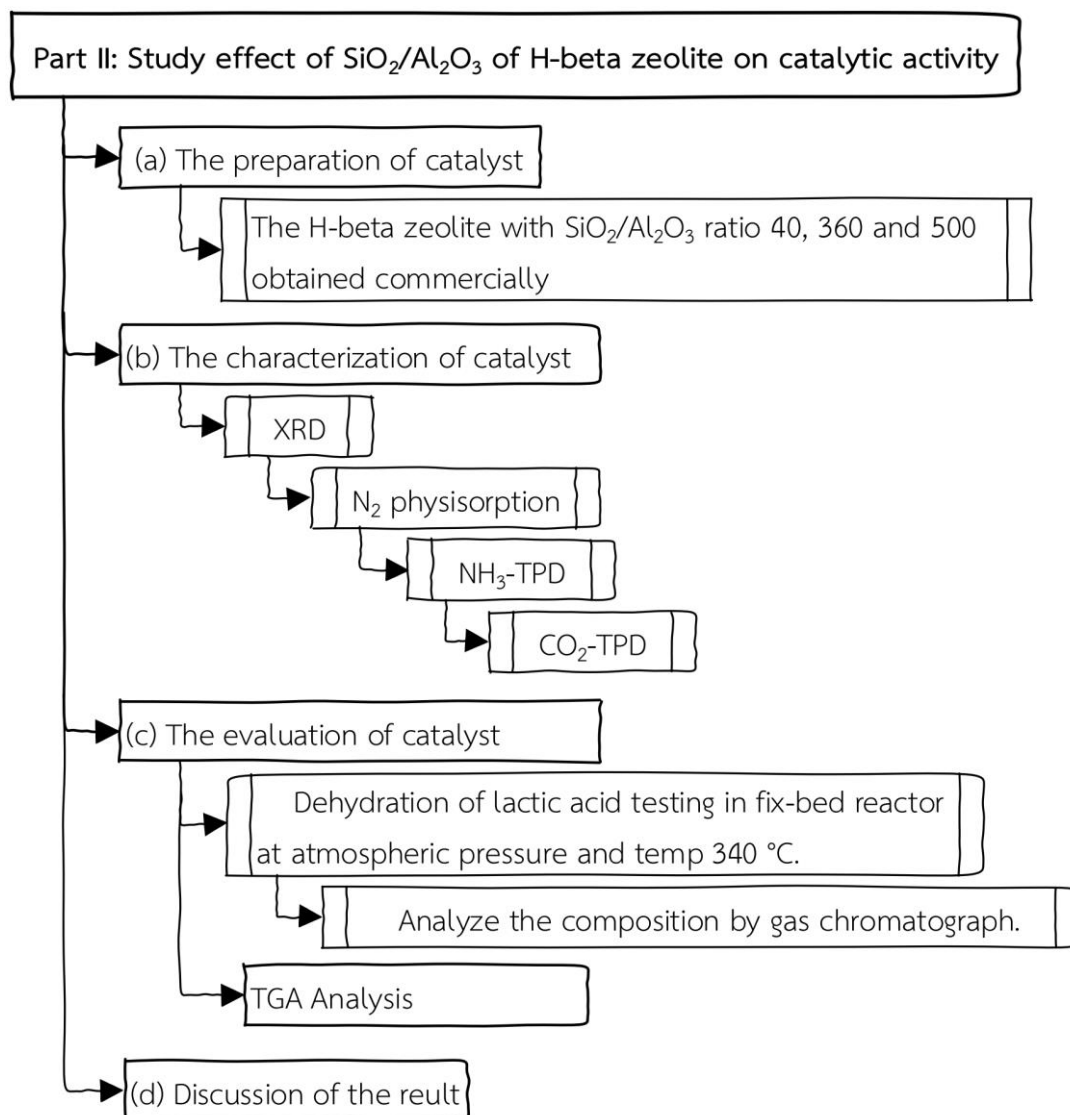 Part II: Study effect of SiO₂/Al₂O₃ of H-beta zeolite on catalytic activity
(a) The preparation of catalyst
The H-beta zeolite with SiO₂/Al₂O₃ ratio 40, 360 and 500
obtained commercially
(b) The characterization of catalyst
XRD
N₂ physisorption
NH₃-TPD
CO₂-TPD
(c) The evaluation of catalyst
Dehydration of lactic acid testing in fix-bed reactor
at atmospheric pressure and temp 340 °C.
Analyze the composition by gas chromatograph.
TGA Analysis
(d) Discussion of the reult